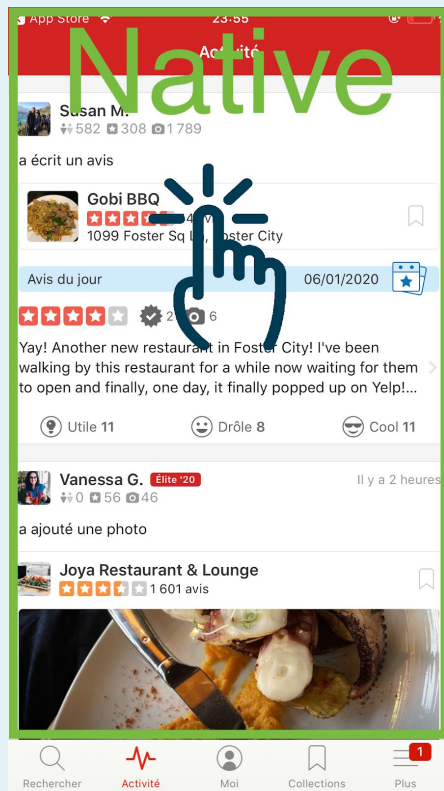 App Store
23:55
Native
Activité
Susan M.
582 308 1 789
a écrit un avis
Gobi BBQ
1099 Foster Sq Ln, Foster City
Avis du jour 06/01/2020
2 6
Yay! Another new restaurant in Foster City! I've been
walking by this restaurant for a while now waiting for them
to open and finally, one day, it finally popped up on Yelp!...
Utile 11 Drôle 8 Cool 11
Vanessa G. Élite '20 Il y a 2 heures
0 56 46
a ajouté une photo
Joya Restaurant & Lounge
1 601 avis
1
Rechercher Activité Moi Collections Plus